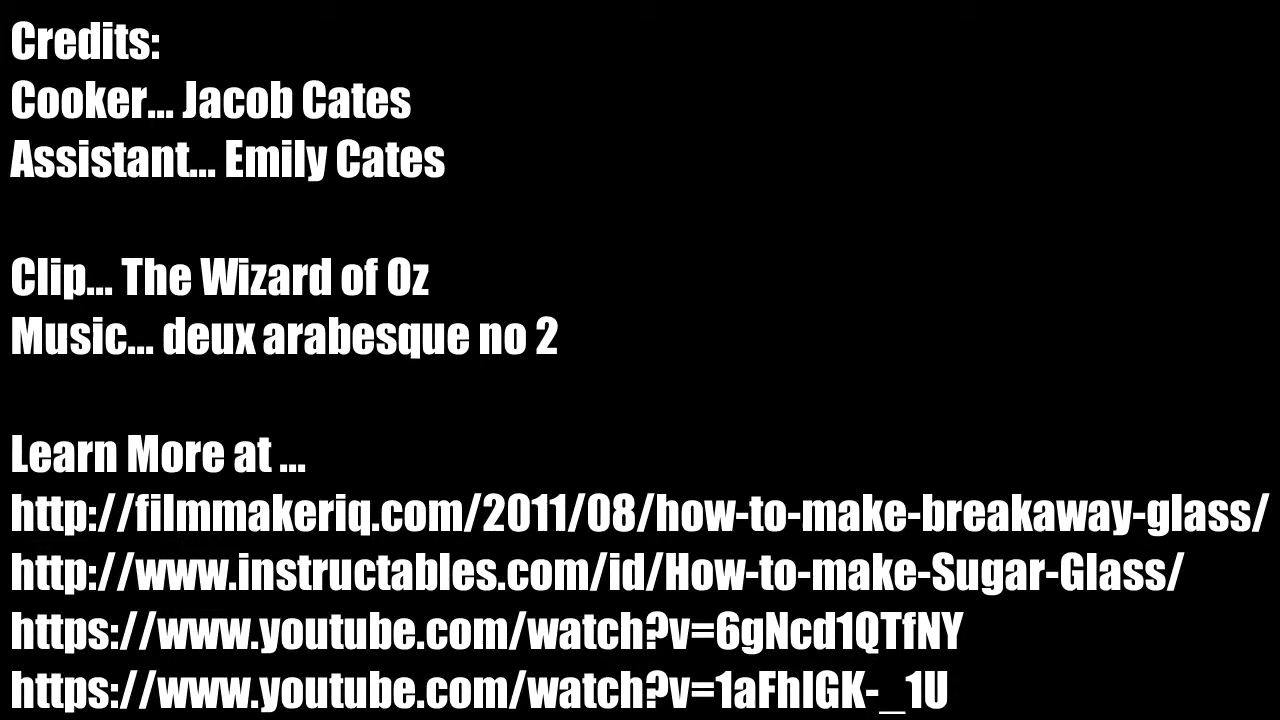 Credits:
Cooker... Jacob Cates
Assistant... Emily Cates
Clip... The Wizard of Oz
Music... deux arabesque no 2
Learn More at ...
http://filmmakeriq.com/2011/08/how-to-make-breakaway-glass/
http://www.instructables.com/id/How-to-make-Sugar-Glass/
https://www.youtube.com/watch?v=6gNcd1QTfNY
https://www.youtube.com/watch?v=1aFhIGK-_1U